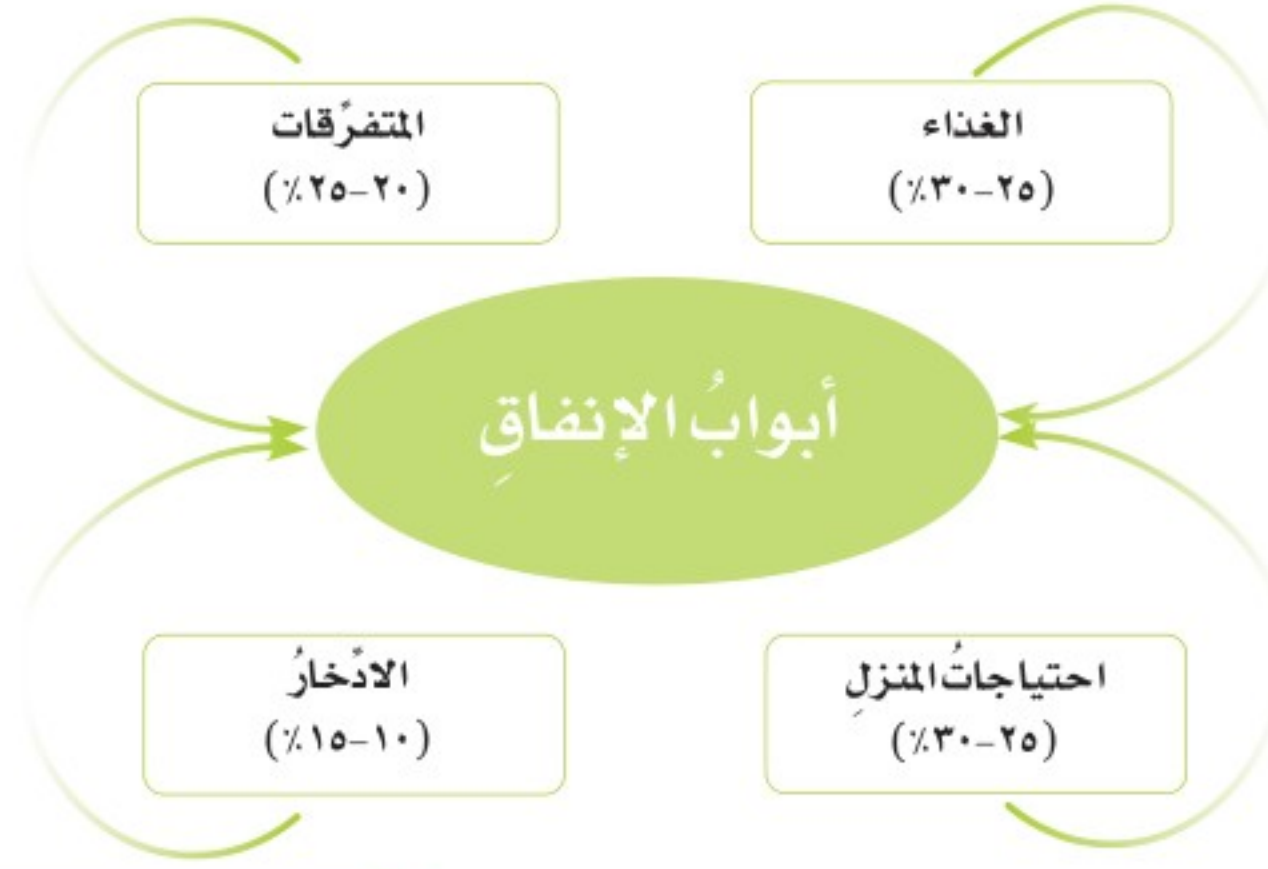 الغذاء
(٢٥-٣٠٪)
المتفرِّقات
(٢٠-٢٥٪)
أبوابُ الإنفاقِ
احتياجاتُ المنزلِ
(٢٥-٣٠٪)
الادِّخارُ
(١٠-١٥٪)